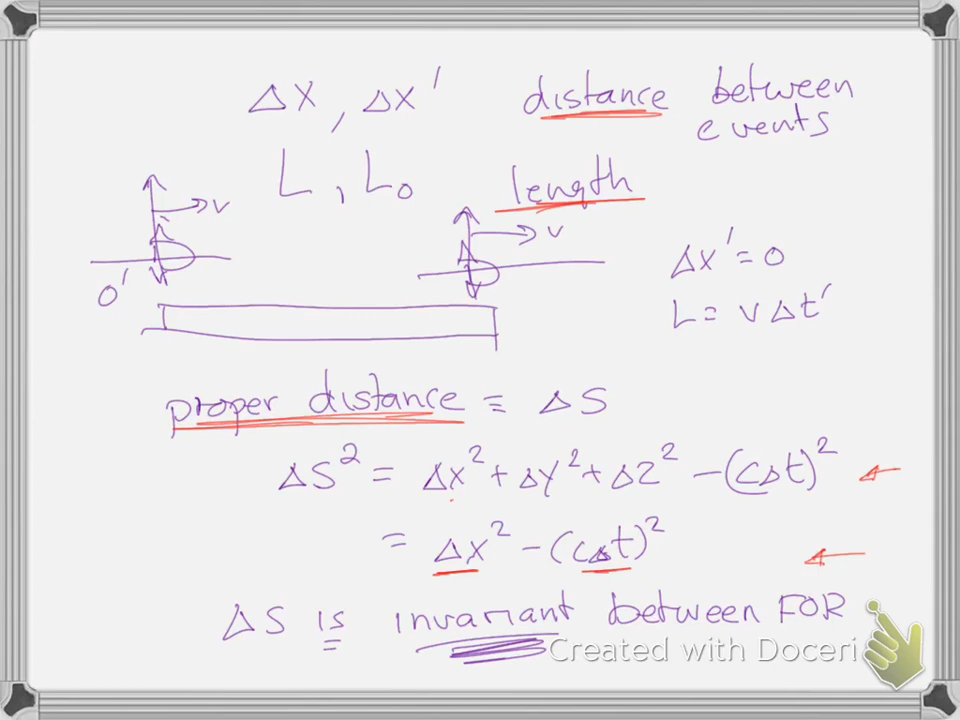 Δx, Δx' distance between events
L, L₀ length
v
v
O'
Δx' = 0
L = v Δt'
proper distance ≡ ΔS
ΔS² = Δx² + Δy² + Δz² - (cΔt)²
= Δx² - (cΔt)²
ΔS is invariant between FOR
Created with Doceri